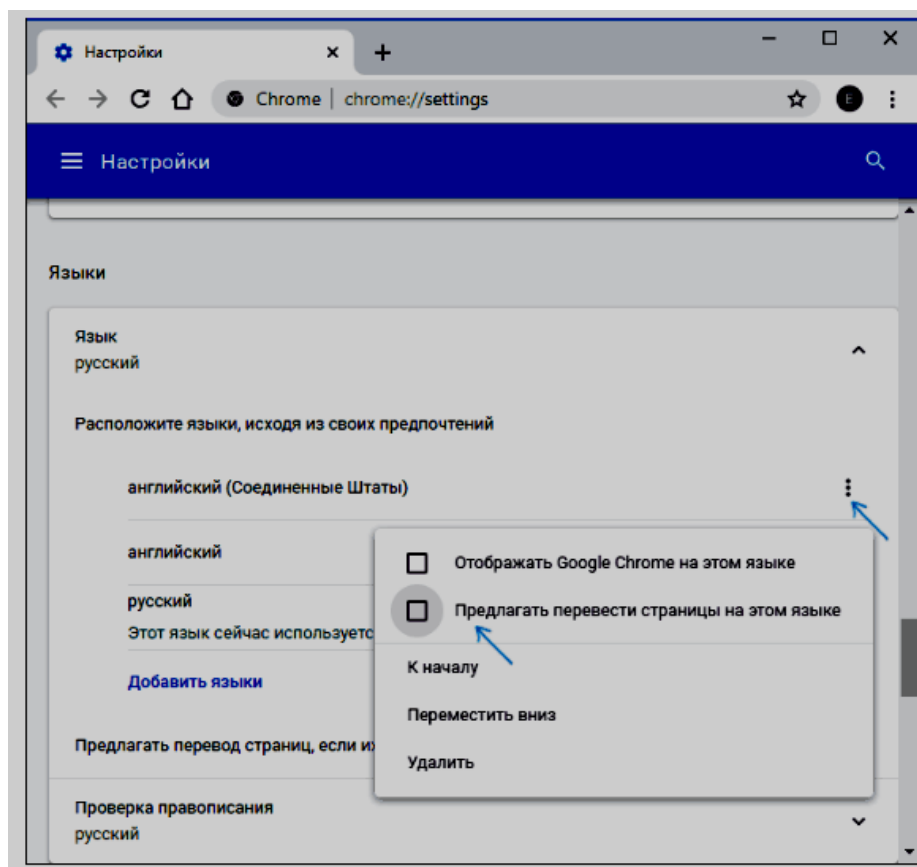 Настройки
Chrome | chrome://settings
E
Настройки
Языки
Язык
русский
Расположите языки, исходя из своих предпочтений
английский (Соединенные Штаты)
английский
Отображать Google Chrome на этом языке
русский
Предлагать перевести страницы на этом языке
Этот язык сейчас используетс
К началу
Добавить языки
Переместить вниз
Предлагать перевод страниц, если их
Удалить
Проверка правописания
русский